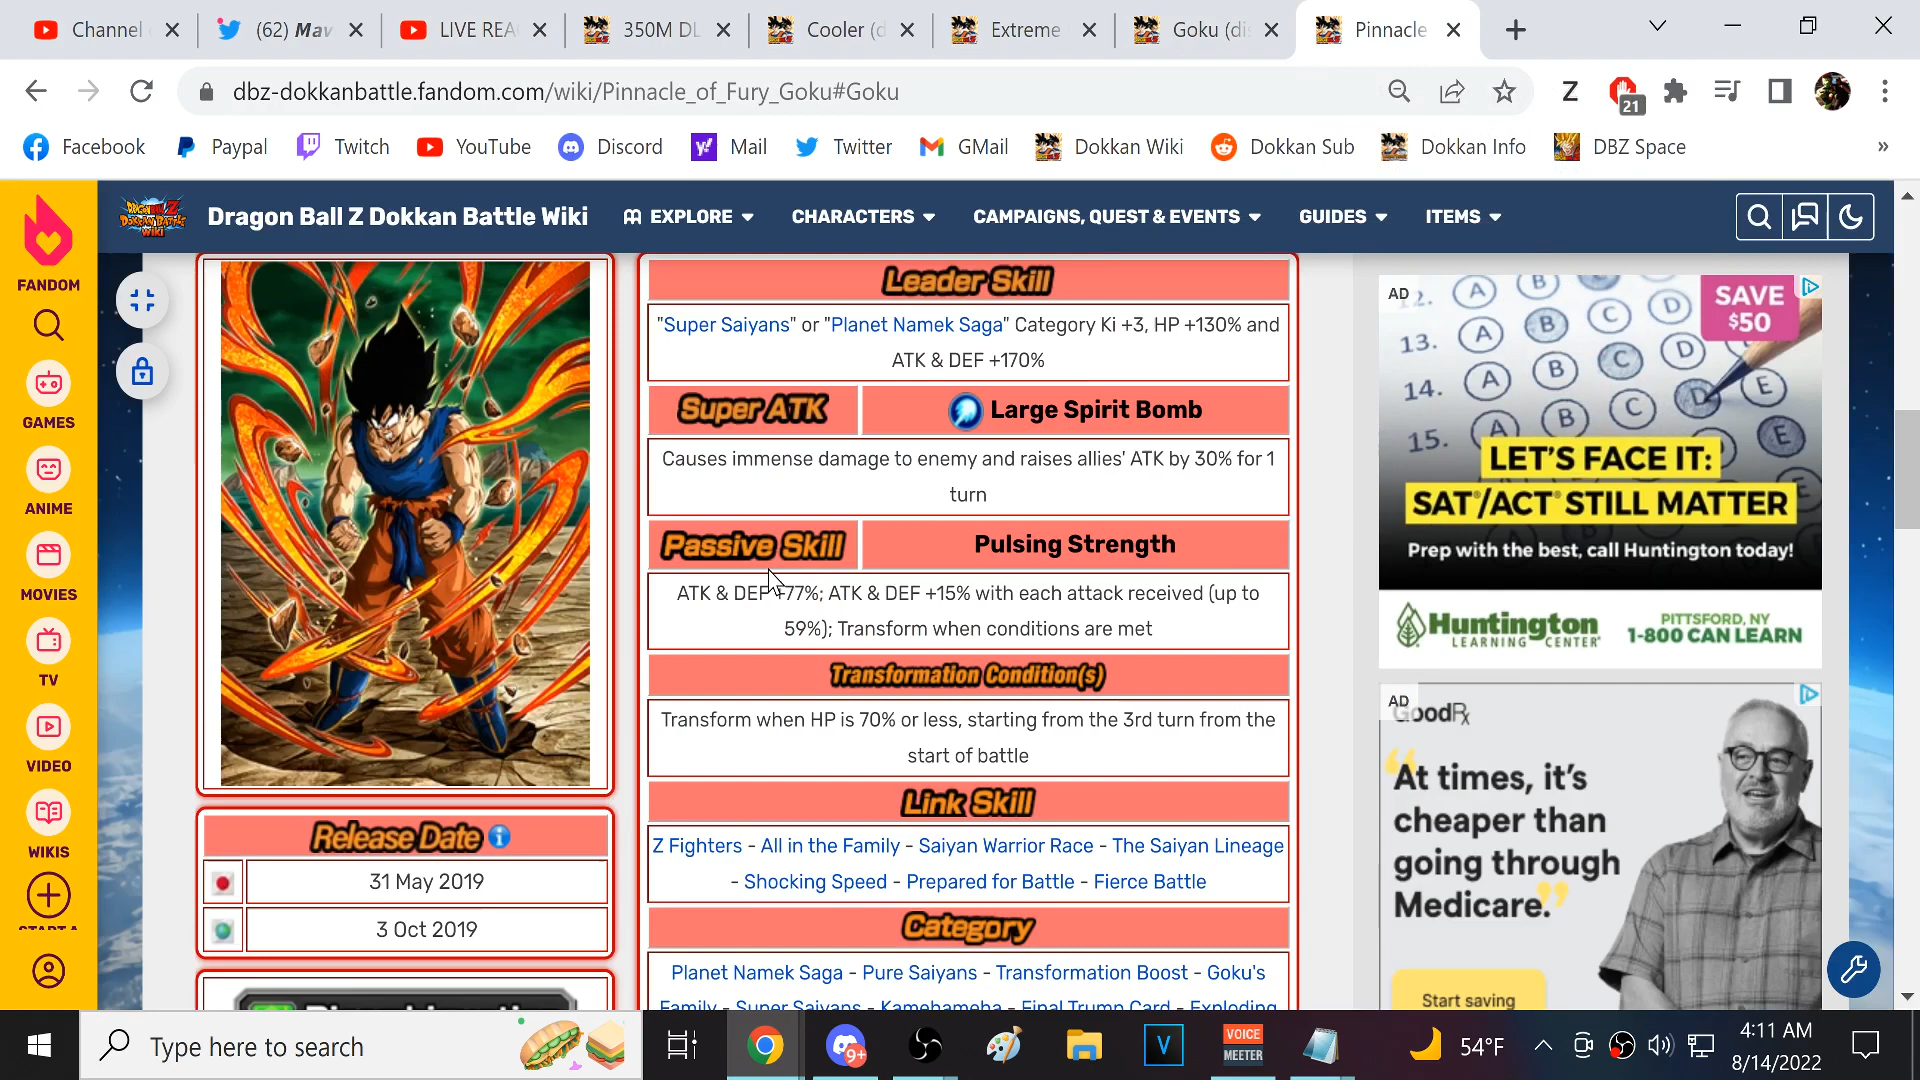 Channel
(62) Mav
LIVE REA
350M DL
Cooler (d
Extreme
Goku (di
Pinnacle
dbz-dokkanbattle.fandom.com/wiki/Pinnacle_of_Fury_Goku#Goku
Z
21
Facebook
Paypal
Twitch
YouTube
Discord
Mail
Twitter
GMail
Dokkan Wiki
Dokkan Sub
Dokkan Info
DBZ Space
»
Dragon Ball Z Dokkan Battle Wiki
EXPLORE
CHARACTERS
CAMPAIGNS, QUEST & EVENTS
GUIDES
ITEMS
FANDOM
GAMES
ANIME
MOVIES
TV
VIDEO
WIKIS
START A
Leader Skill
"Super Saiyans" or "Planet Namek Saga" Category Ki +3, HP +130% and
ATK & DEF +170%
Super ATK
Large Spirit Bomb
Causes immense damage to enemy and raises allies' ATK by 30% for 1
turn
Passive Skill
Pulsing Strength
ATK & DEF +77%; ATK & DEF +15% with each attack received (up to
59%); Transform when conditions are met
Transformation Condition(s)
Transform when HP is 70% or less, starting from the 3rd turn from the
start of battle
Link Skill
Z Fighters - All in the Family - Saiyan Warrior Race - The Saiyan Lineage
- Shocking Speed - Prepared for Battle - Fierce Battle
Category
Planet Namek Saga - Pure Saiyans - Transformation Boost - Goku's
Family - Super Saiyans - Kamehameha - Final Trump Card - Exploding
Release Date
31 May 2019
3 Oct 2019
AD
12. A B D
13. A B C D
14. A B C D E
15. A B C D E
SAVE
$50
LET'S FACE IT:
SAT/ACT STILL MATTER
Prep with the best, call Huntington today!
Huntington
LEARNING CENTER
PITTSFORD, NY
1-800 CAN LEARN
AD
GoodRx
"At times, it's
cheaper than
going through
Medicare."
Start saving
Type here to search
9+
V
VOICE
MEETER
54°F
4:11 AM
8/14/2022